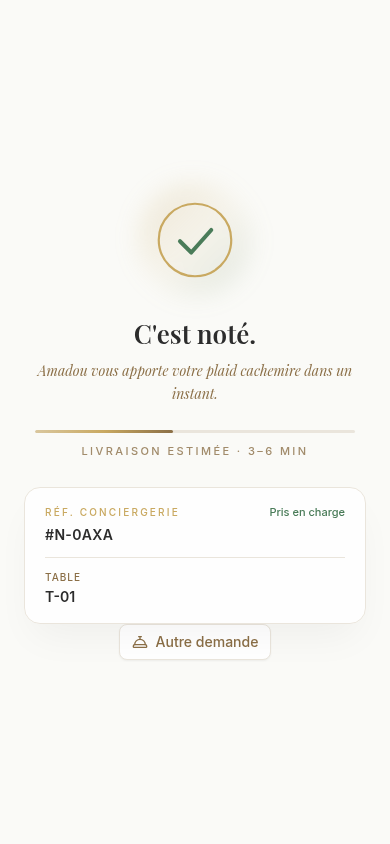 C'est noté.
Amadou vous apporte votre plaid cachemire dans un
instant.
LIVRAISON ESTIMÉE · 3–6 MIN
RÉF. CONCIERGERIE
Pris en charge
#N-0AXA
TABLE
T-01
Autre demande